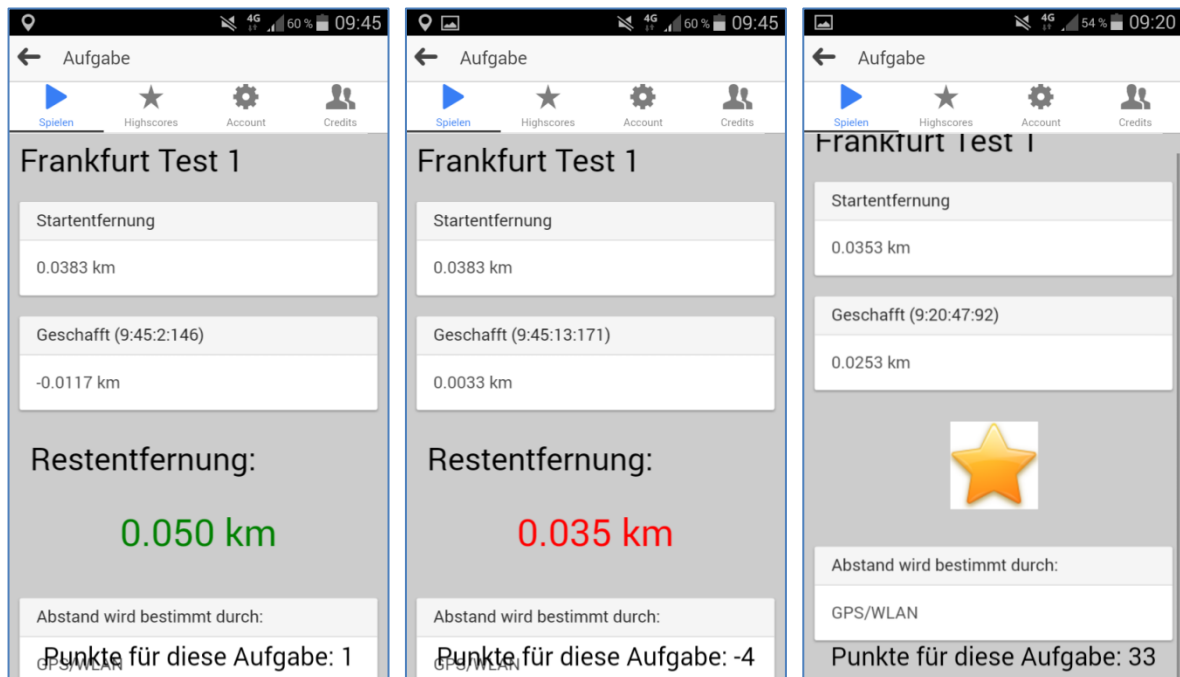 4G 60 % 09:45
Aufgabe
Spielen Highscores Account Credits
Frankfurt Test 1
Startentfernung
0.0383 km
Geschafft (9:45:2:146)
-0.0117 km
Restentfernung:
0.050 km
Abstand wird bestimmt durch:
GPS/WLAN
Punkte für diese Aufgabe: 1
4G 60 % 09:45
Aufgabe
Spielen Highscores Account Credits
Frankfurt Test 1
Startentfernung
0.0383 km
Geschafft (9:45:13:171)
0.0033 km
Restentfernung:
0.035 km
Abstand wird bestimmt durch:
GPS/WLAN
Punkte für diese Aufgabe: -4
4G 54 % 09:20
Aufgabe
Spielen Highscores Account Credits
Frankfurt Test 1
Startentfernung
0.0353 km
Geschafft (9:20:47:92)
0.0253 km
Abstand wird bestimmt durch:
GPS/WLAN
Punkte für diese Aufgabe: 33